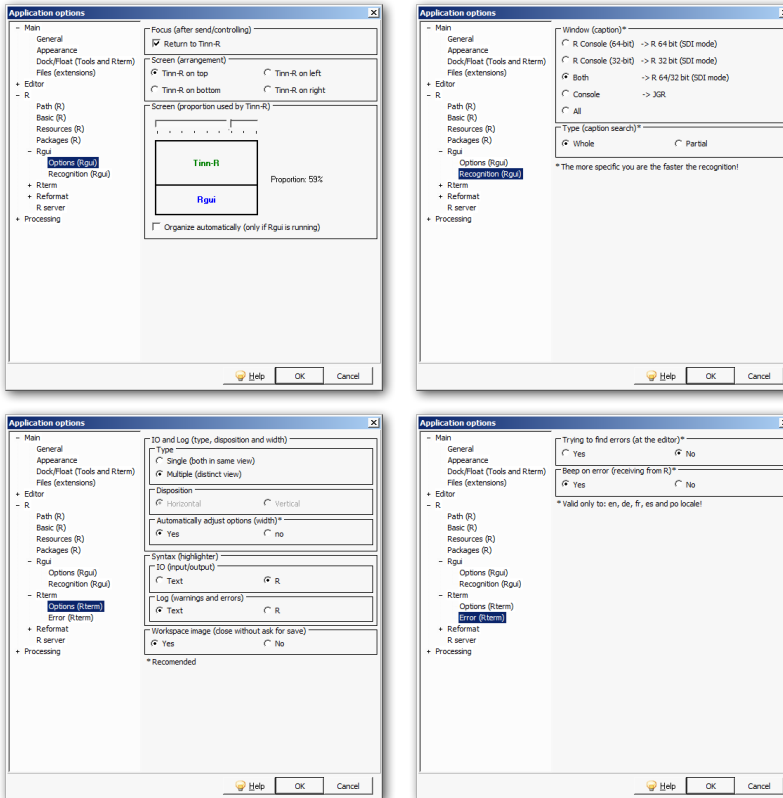 Application options
− Main
General
Appearance
Dock/Float (Tools and Rterm)
Files (extensions)
+ Editor
− R
Path (R)
Basic (R)
Resources (R)
Packages (R)
− Rgui
Options (Rgui)
Recognition (Rgui)
+ Rterm
+ Reformat
R server
+ Processing
Focus (after send/controlling)
Return to Tinn-R
Screen (arrangement)
Tinn-R on top Tinn-R on left
Tinn-R on bottom Tinn-R on right
Screen (proportion used by Tinn-R)
Tinn-R
Rgui
Proportion: 59%
Organize automatically (only if Rgui is running)
Help OK Cancel
Application options
− Main
General
Appearance
Dock/Float (Tools and Rterm)
Files (extensions)
+ Editor
− R
Path (R)
Basic (R)
Resources (R)
Packages (R)
− Rgui
Options (Rgui)
Recognition (Rgui)
+ Rterm
+ Reformat
R server
+ Processing
Window (caption)*
R Console (64-bit) -> R 64 bit (SDI mode)
R Console (32-bit) -> R 32 bit (SDI mode)
Both -> R 64/32 bit (SDI mode)
Console -> JGR
All
Type (caption search)*
Whole Partial
* The more specific you are the faster the recognition!
Help OK Cancel
Application options
− Main
General
Appearance
Dock/Float (Tools and Rterm)
Files (extensions)
+ Editor
− R
Path (R)
Basic (R)
Resources (R)
Packages (R)
− Rgui
Options (Rgui)
Recognition (Rgui)
− Rterm
Options (Rterm)
Error (Rterm)
+ Reformat
R server
+ Processing
IO and Log (type, disposition and width)
Type
Single (both in same view)
Multiple (distinct view)
Disposition
Horizontal Vertical
Automatically adjust options (width)*
Yes no
Syntax (highlighter)
IO (input/output)
Text R
Log (warnings and errors)
Text R
Workspace image (close without ask for save)
Yes No
* Recomended
Help OK Cancel
Application options
− Main
General
Appearance
Dock/Float (Tools and Rterm)
Files (extensions)
+ Editor
− R
Path (R)
Basic (R)
Resources (R)
Packages (R)
− Rgui
Options (Rgui)
Recognition (Rgui)
− Rterm
Options (Rterm)
Error (Rterm)
+ Reformat
R server
+ Processing
Trying to find errors (at the editor)*
Yes No
Beep on error (receiving from R)*
Yes No
* Valid only to: en, de, fr, es and po locale!
Help OK Cancel